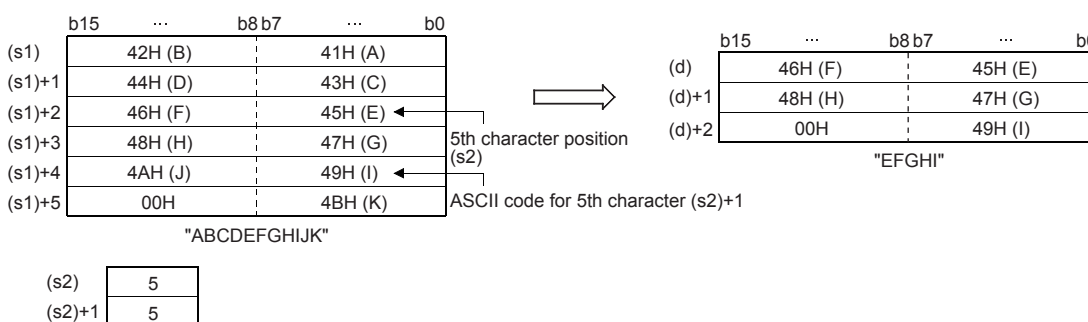 b15 ... b8 b7 ... b0
(s1) 42H (B) 41H (A)
(s1)+1 44H (D) 43H (C)
(s1)+2 46H (F) 45H (E)
(s1)+3 48H (H) 47H (G)
(s1)+4 4AH (J) 49H (I)
(s1)+5 00H 4BH (K)
"ABCDEFGHIJK"
5th character position
(s2)
ASCII code for 5th character (s2)+1
b15 ... b8 b7 ... b0
(d) 46H (F) 45H (E)
(d)+1 48H (H) 47H (G)
(d)+2 00H 49H (I)
"EFGHI"
(s2) 5
(s2)+1 5